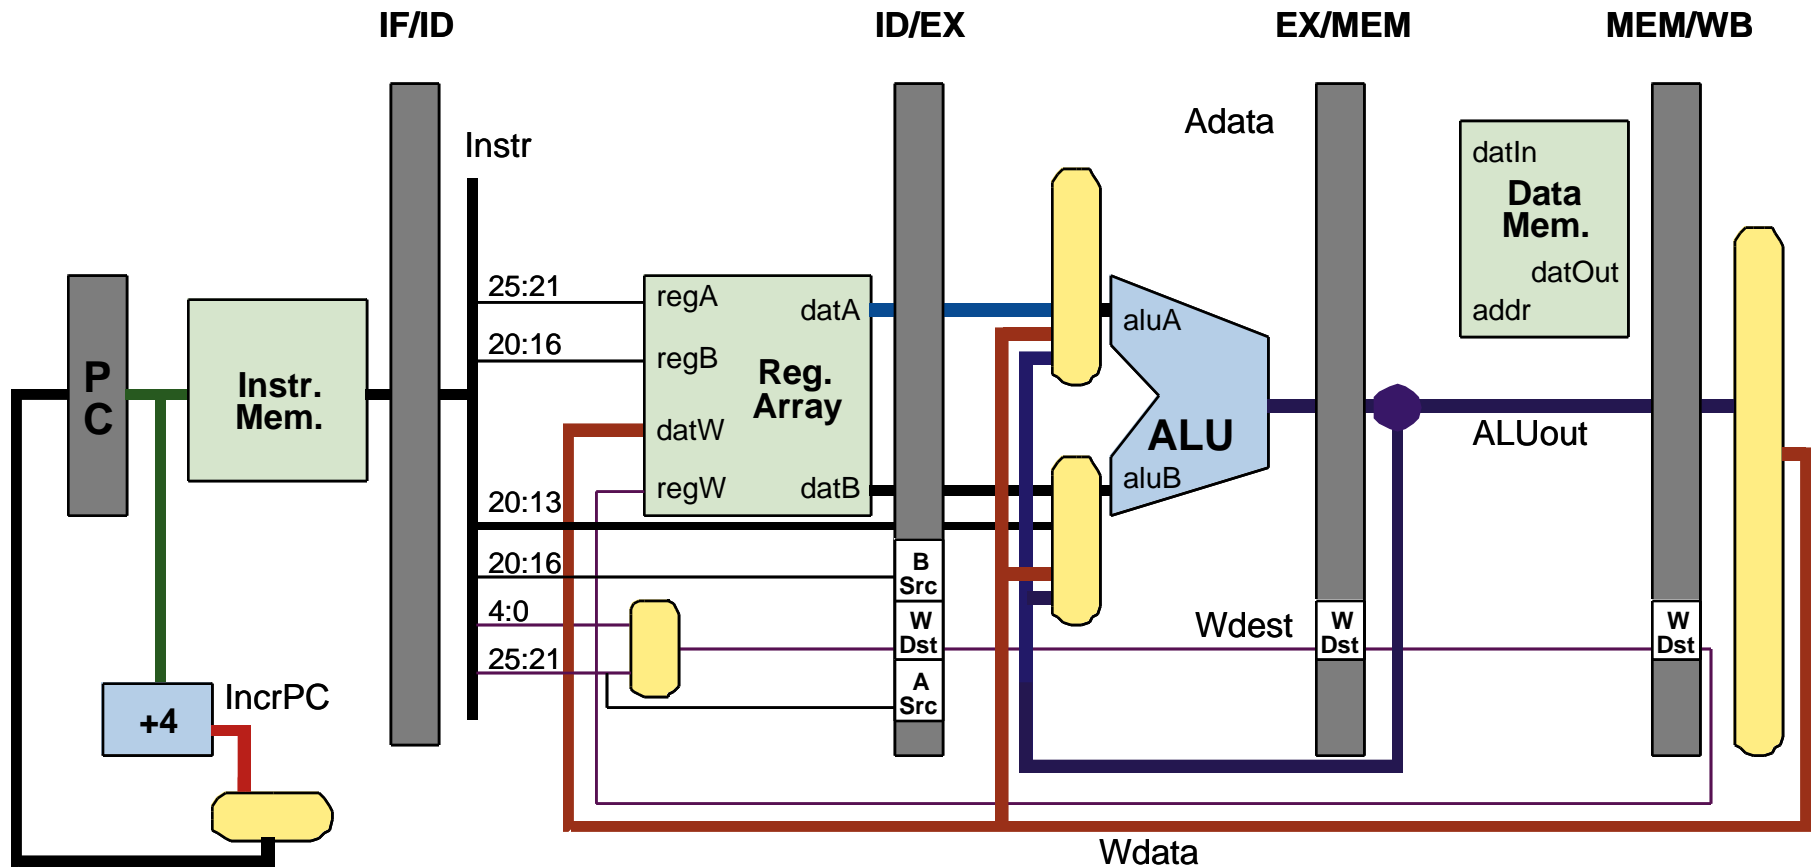 IF/ID
ID/EX
EX/MEM
MEM/WB
Adata
Instr
datIn
Data
Mem.
datOut
addr
25:21
regA
datA
aluA
20:16
regB
P
C
Instr.
Mem.
Reg.
Array
datW
ALU
ALUout
regW
datB
aluB
20:13
20:16
B
Src
4:0
W
Dst
Wdest
W
Dst
W
Dst
25:21
A
Src
IncrPC
+4
Wdata